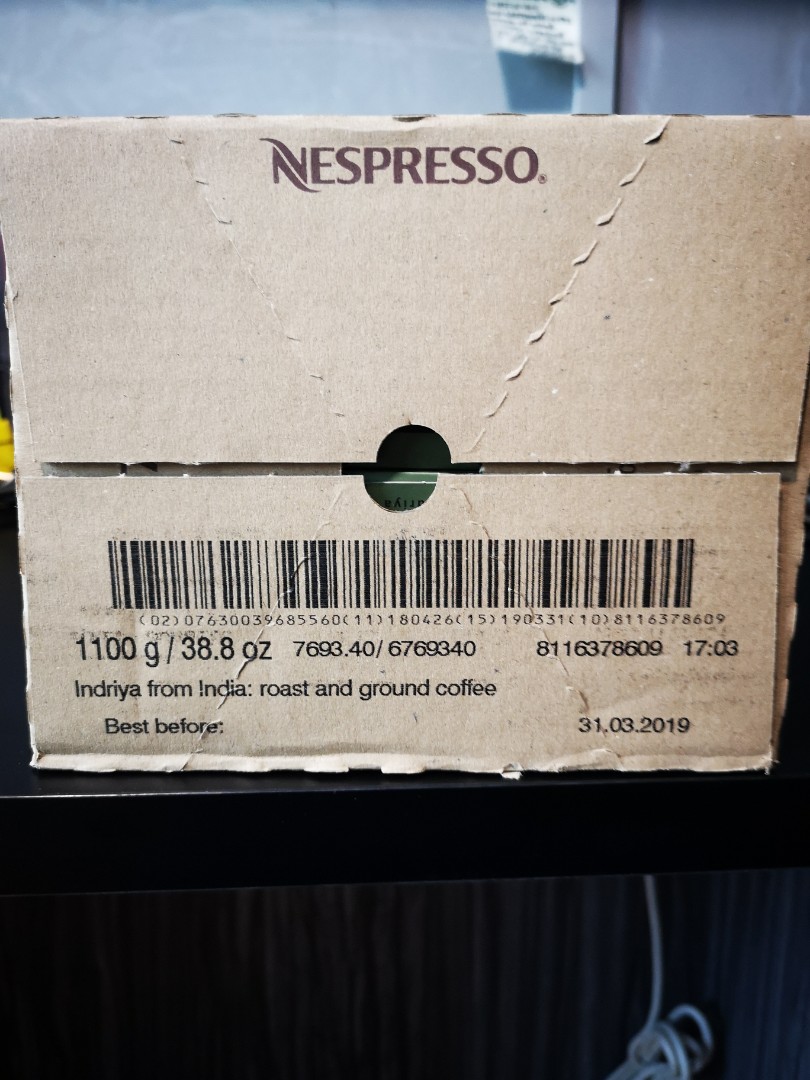 NESPRESSO®
ariya
(02)07630039685560(11)180426(15)190331(10)8116378609
1100 g / 38.8 oz 7693.40/ 6769340 8116378609 17:03
Indriya from India: roast and ground coffee
Best before: 31.03.2019